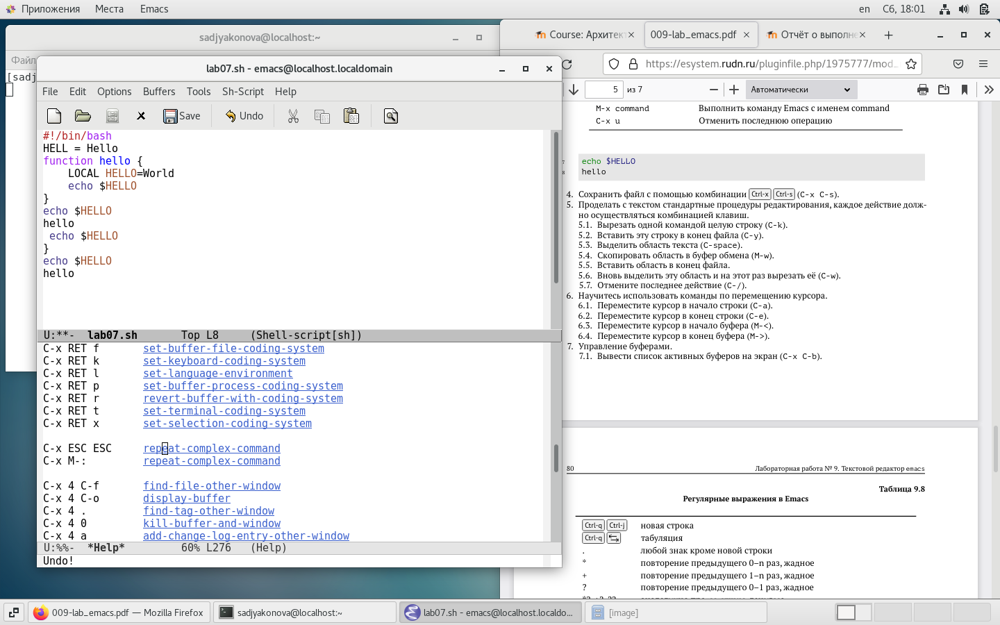 Приложения Места Emacs en Сб, 18:01
sadjyakonova@localhost:~
Файл
[sadj
lab07.sh - emacs@localhost.localdomain
File Edit Options Buffers Tools Sh-Script Help
Save Undo
#!/bin/bash
HELL = Hello
function hello {
    LOCAL HELLO=World
    echo $HELLO
}
echo $HELLO
hello
 echo $HELLO
}
echo $HELLO
hello
U:**-  lab07.sh       Top L8     (Shell-script[sh])
C-x RET f       set-buffer-file-coding-system
C-x RET k       set-keyboard-coding-system
C-x RET l       set-language-environment
C-x RET p       set-buffer-process-coding-system
C-x RET r       revert-buffer-with-coding-system
C-x RET t       set-terminal-coding-system
C-x RET x       set-selection-coding-system
C-x ESC ESC     repeat-complex-command
C-x M-:         repeat-complex-command
C-x 4 C-f       find-file-other-window
C-x 4 C-o       display-buffer
C-x 4 .         find-tag-other-window
C-x 4 0         kill-buffer-and-window
C-x 4 a         add-change-log-entry-other-window
U:%%-  *Help*         60% L276   (Help)
Undo!
Course: Архитект 009-lab_emacs.pdf Отчёт о выполне
https://esystem.rudn.ru/pluginfile.php/1975777/mod_
5 из 7 Автоматически
M-x command Выполнить команду Emacs с именем command
C-x u Отменить последнюю операцию
7 echo $HELLO
8 hello
4. Сохранить файл с помощью комбинации Ctrl-x Ctrl-s (C-x C-s).
5. Проделать с текстом стандартные процедуры редактирования, каждое действие долж-
но осуществляться комбинацией клавиш.
5.1. Вырезать одной командой целую строку (C-k).
5.2. Вставить эту строку в конец файла (C-y).
5.3. Выделить область текста (C-space).
5.4. Скопировать область в буфер обмена (M-w).
5.5. Вставить область в конец файла.
5.6. Вновь выделить эту область и на этот раз вырезать её (C-w).
5.7. Отмените последнее действие (C-/).
6. Научитесь использовать команды по перемещению курсора.
6.1. Переместите курсор в начало строки (C-a).
6.2. Переместите курсор в конец строки (C-e).
6.3. Переместите курсор в начало буфера (M-<).
6.4. Переместите курсор в конец буфера (M->).
7. Управление буферами.
7.1. Вывести список активных буферов на экран (C-x C-b).
80 Лабораторная работа № 9. Текстовой редактор emacs
Таблица 9.8
Регулярные выражения в Emacs
Ctrl-q Ctrl-j новая строка
Ctrl-q табуляция
. любой знак кроме новой строки
* повторение предыдущего 0–n раз, жадное
+ повторение предыдущего 1–n раз, жадное
? повторение предыдущего 0–1 раз, жадное
009-lab_emacs.pdf — Mozilla Firefox sadjyakonova@localhost:~ lab07.sh - emacs@localhost.localdo... [image]